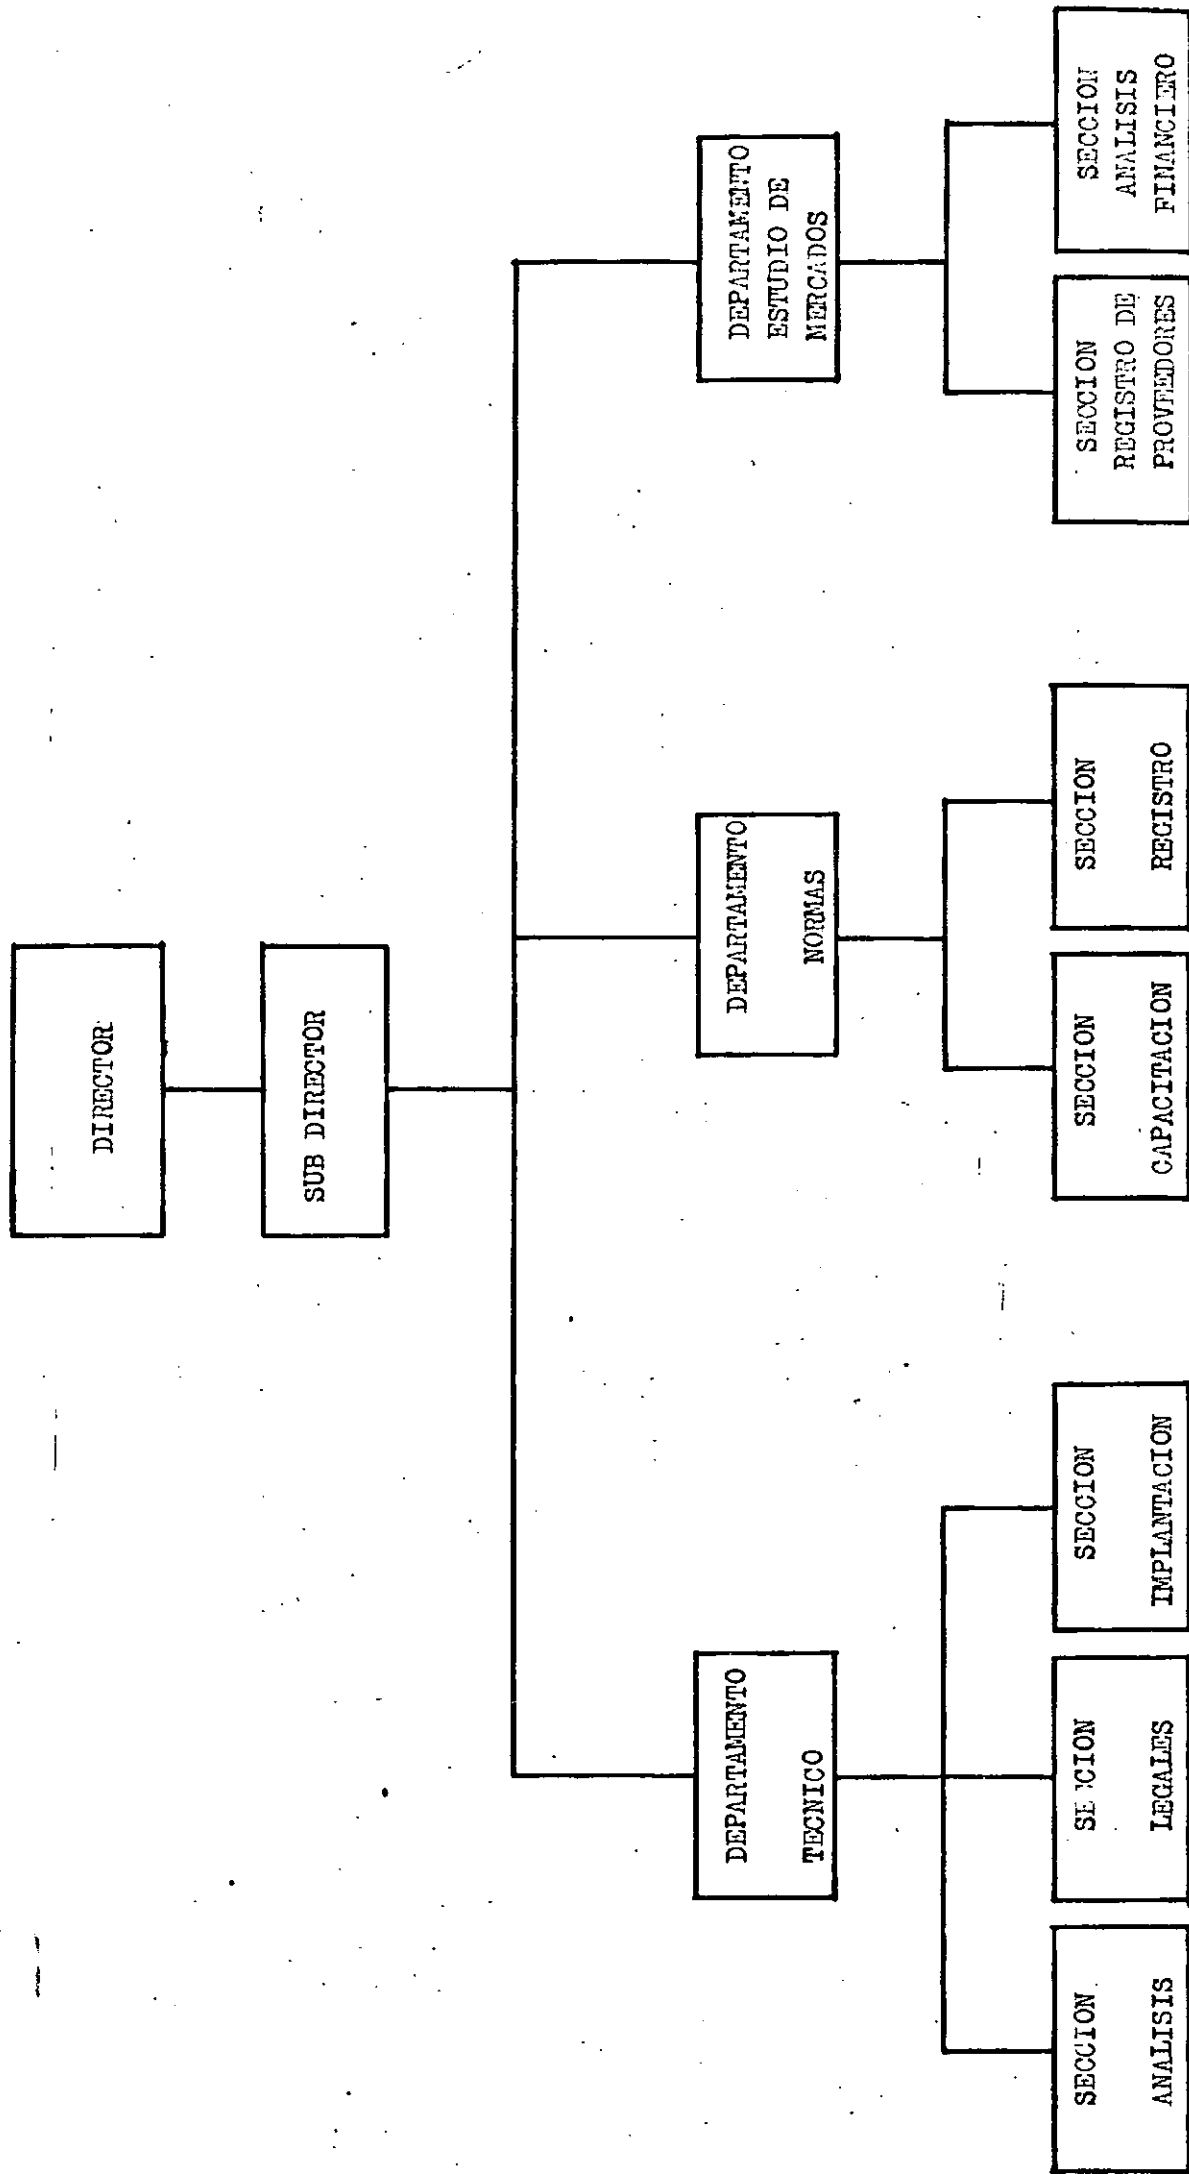 DIRECTOR
SUB DIRECTOR
DEPARTAMENTO
TECNICO
DEPARTAMENTO
NORMAS
DEPARTAMENTO
ESTUDIO DE
MERCADOS
SECCION
ANALISIS
SECCION
LEGALES
SECCION
IMPLANTACION
SECCION
CAPACITACION
SECCION
REGISTRO
SECCION
REGISTRO DE
PROVEEDORES
SECCION
ANALISIS
FINANCIERO